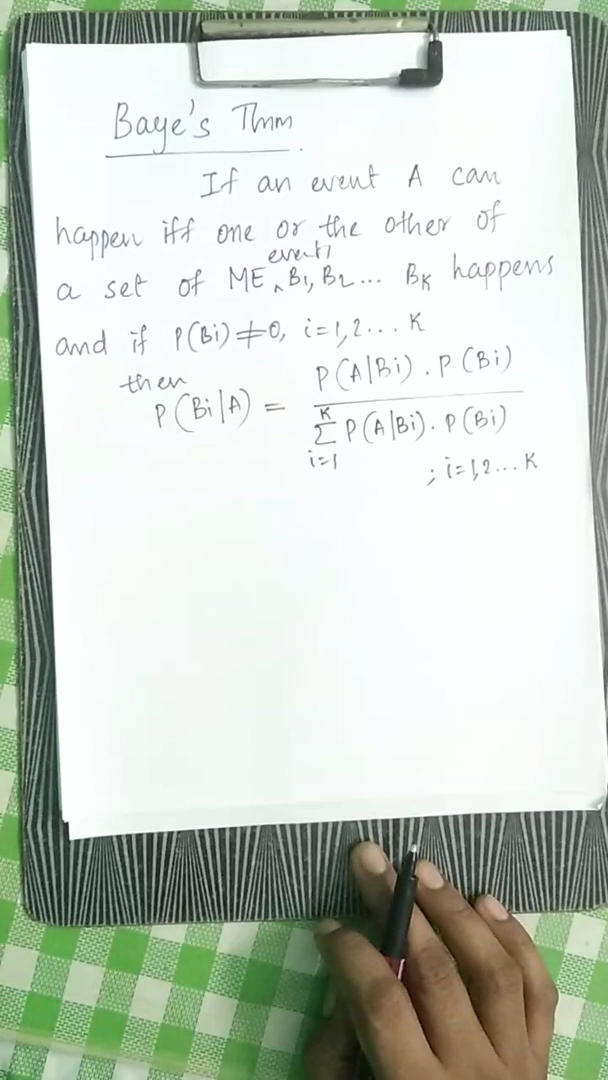 Baye's Thm
If an event A can
happen iff one or the other of
a set of ME events B1, B2 ... BK happens
and if P(Bi) ≠ 0, i = 1, 2 ... K
then
P(Bi|A) = P(A|Bi) . P(Bi) / K Σ i=1 P(A|Bi) . P(Bi)
; i = 1, 2 ... K